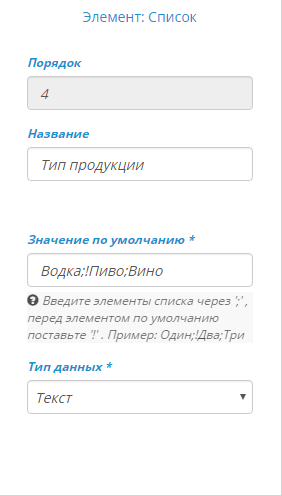 Элемент: Список
Порядок
4
Название
Тип продукции
Значение по умолчанию *
Водка;!Пиво;Вино
Введите элементы списка через ';' ,
перед элементом по умолчанию
поставьте '!' . Пример: Один;!Два;Три
Тип данных *
Текст